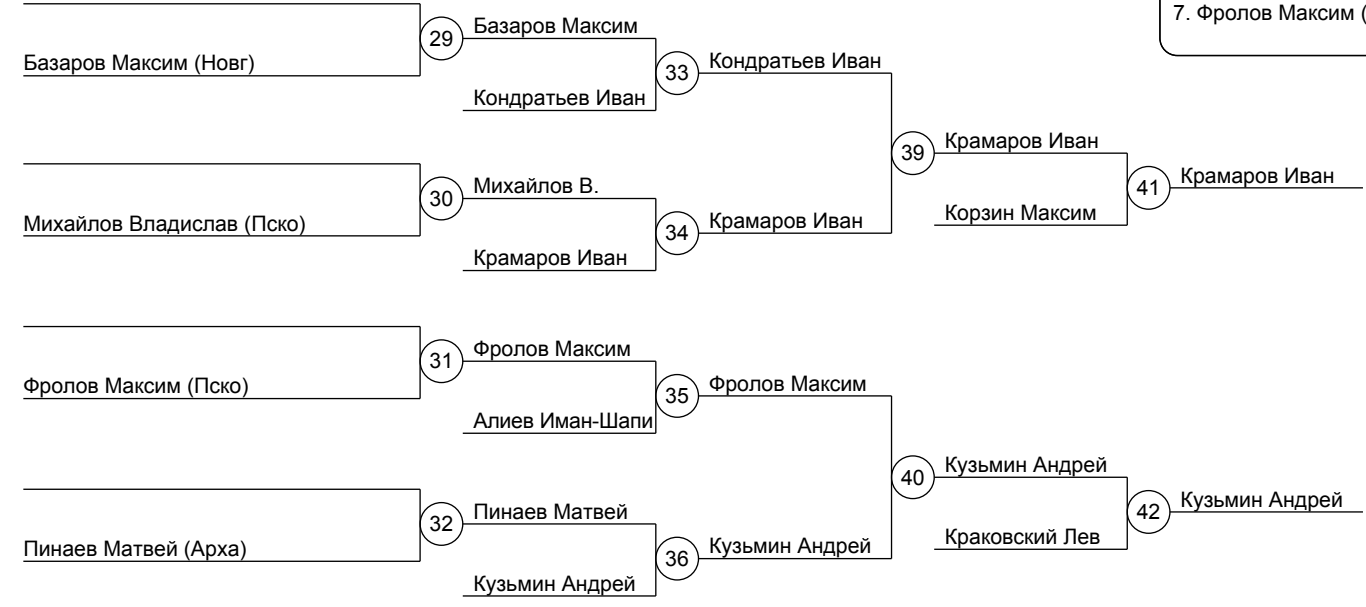 7. Фролов Максим (
29
Базаров Максим
Базаров Максим (Новг)
33
Кондратьев Иван
Кондратьев Иван
39
Крамаров Иван
30
Михайлов В.
41
Крамаров Иван
Михайлов Владислав (Пско)
34
Крамаров Иван
Корзин Максим
Крамаров Иван
31
Фролов Максим
Фролов Максим (Пско)
35
Фролов Максим
Алиев Иман-Шапи
40
Кузьмин Андрей
32
Пинаев Матвей
42
Кузьмин Андрей
Пинаев Матвей (Арха)
36
Кузьмин Андрей
Краковский Лев
Кузьмин Андрей